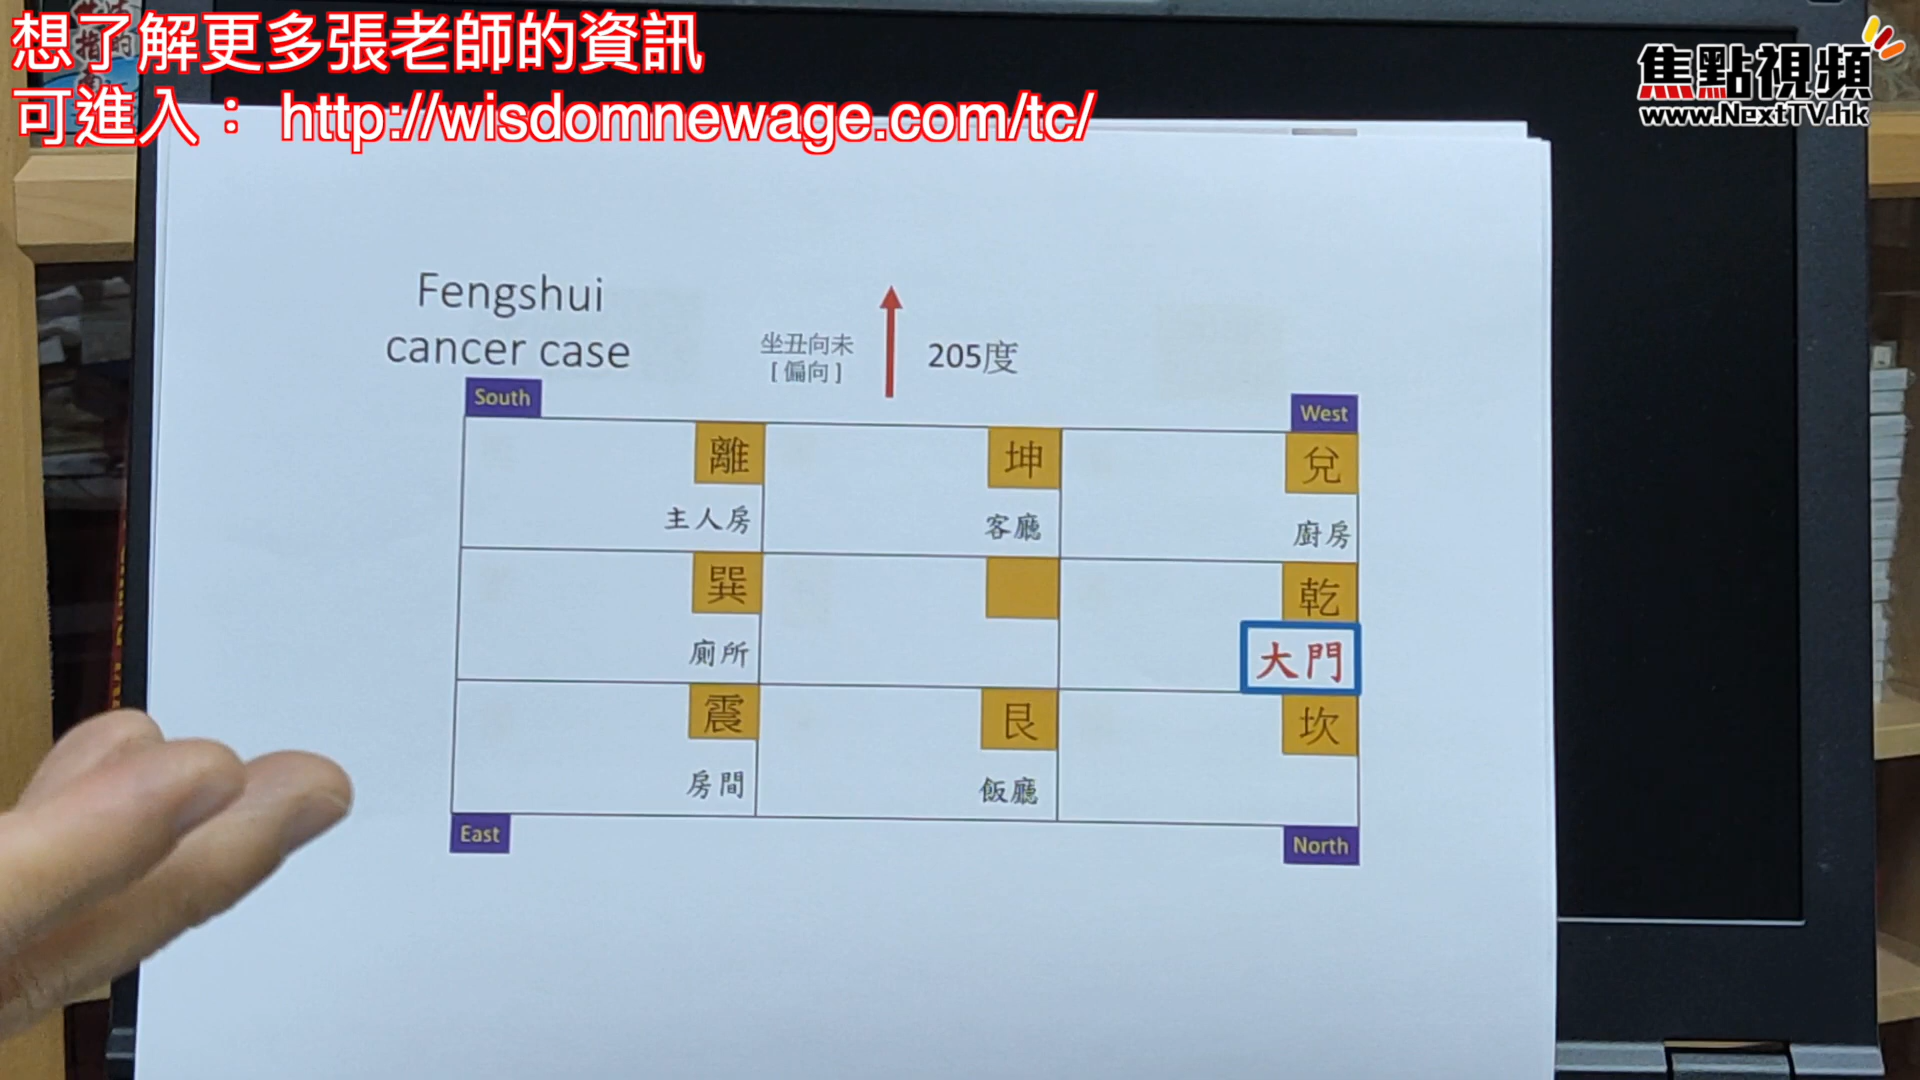 想了解更多張老師的資訊
可進入： http://wisdomnewage.com/tc/
焦點視頻
www.NextTV.hk
Fengshui
cancer case
坐丑向未
[偏向]
205度
South
West
離
坤
兌
主人房
客廳
廚房
巽
乾
廁所
大門
震
艮
坎
房間
飯廳
East
North